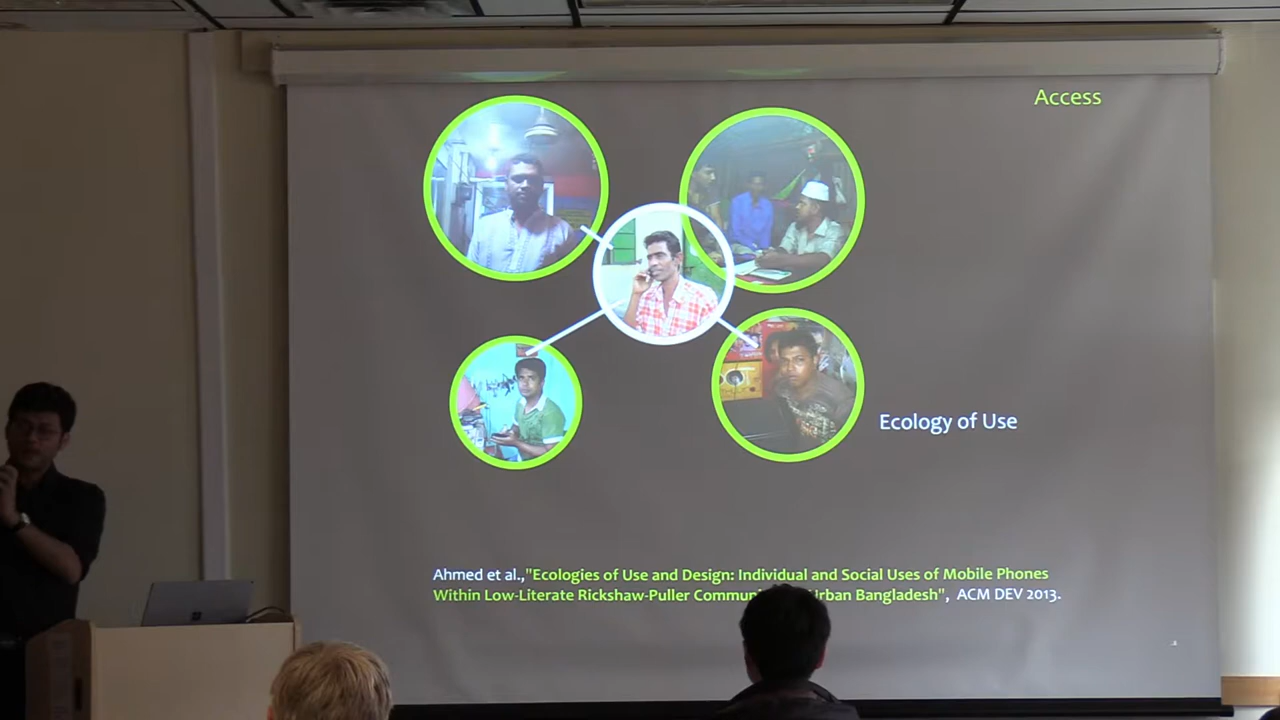 Access
Ecology of Use
Ahmed et al.,"Ecologies of Use and Design: Individual and Social Uses of Mobile Phones
Within Low-Literate Rickshaw-Puller Bangladesh", ACM DEV 2013.